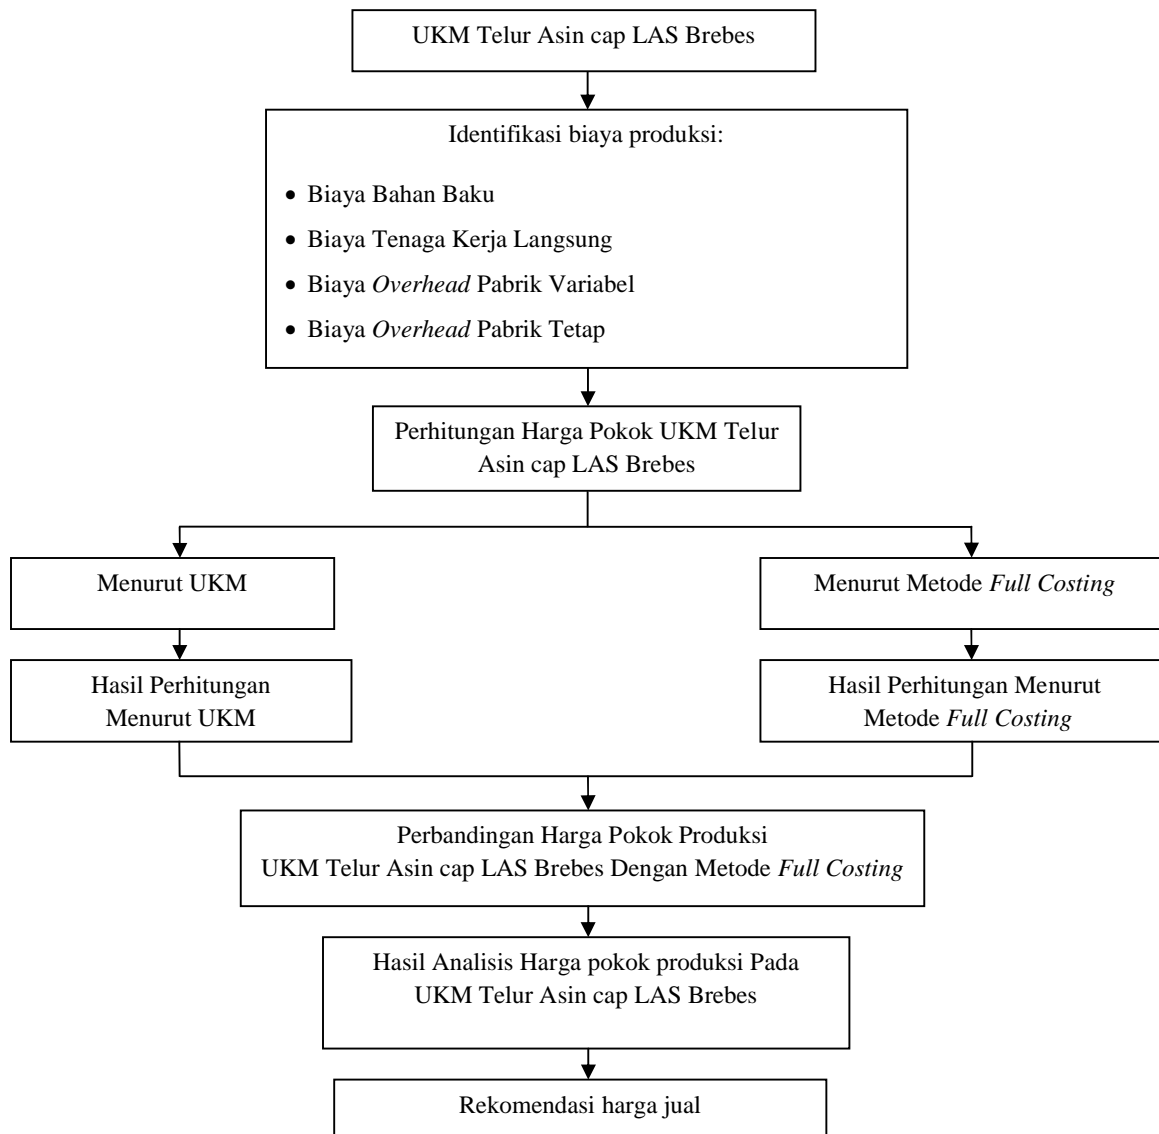 UKM Telur Asin cap LAS Brebes
Identifikasi biaya produksi:
• Biaya Bahan Baku
• Biaya Tenaga Kerja Langsung
• Biaya Overhead Pabrik Variabel
• Biaya Overhead Pabrik Tetap
Perhitungan Harga Pokok UKM Telur
Asin cap LAS Brebes
Menurut UKM
Menurut Metode Full Costing
Hasil Perhitungan
Menurut UKM
Hasil Perhitungan Menurut
Metode Full Costing
Perbandingan Harga Pokok Produksi
UKM Telur Asin cap LAS Brebes Dengan Metode Full Costing
Hasil Analisis Harga pokok produksi Pada
UKM Telur Asin cap LAS Brebes
Rekomendasi harga jual